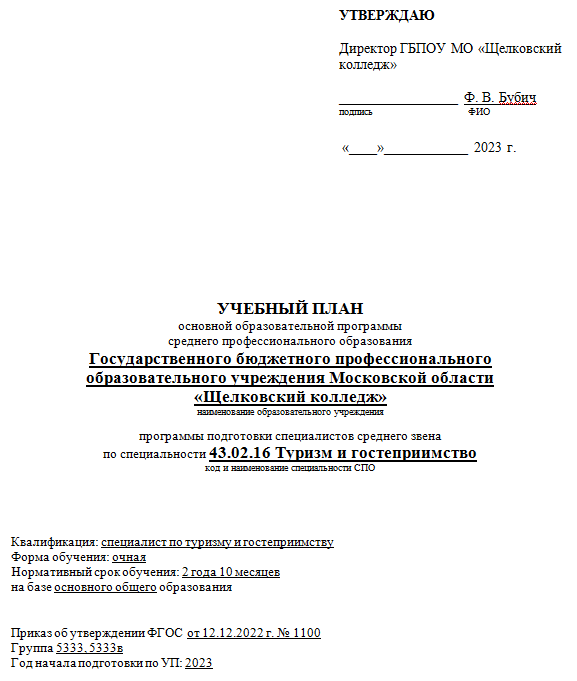 УТВЕРЖДАЮ
Директор ГБПОУ МО «Щелковский
колледж»
_________________ Ф. В. Бубич
подпись ФИО
«____»____________ 2023 г.
УЧЕБНЫЙ ПЛАН
основной образовательной программы
среднего профессионального образования
Государственного бюджетного профессионального
образовательного учреждения Московской области
«Щелковский колледж»
наименование образовательного учреждения
программы подготовки специалистов среднего звена
по специальности 43.02.16 Туризм и гостеприимство
код и наименование специальности СПО
Квалификация: специалист по туризму и гостеприимству
Форма обучения: очная
Нормативный срок обучения: 2 года 10 месяцев
на базе основного общего образования
Приказ об утверждении ФГОС от 12.12.2022 г. № 1100
Группа 5333, 5333в
Год начала подготовки по УП: 2023